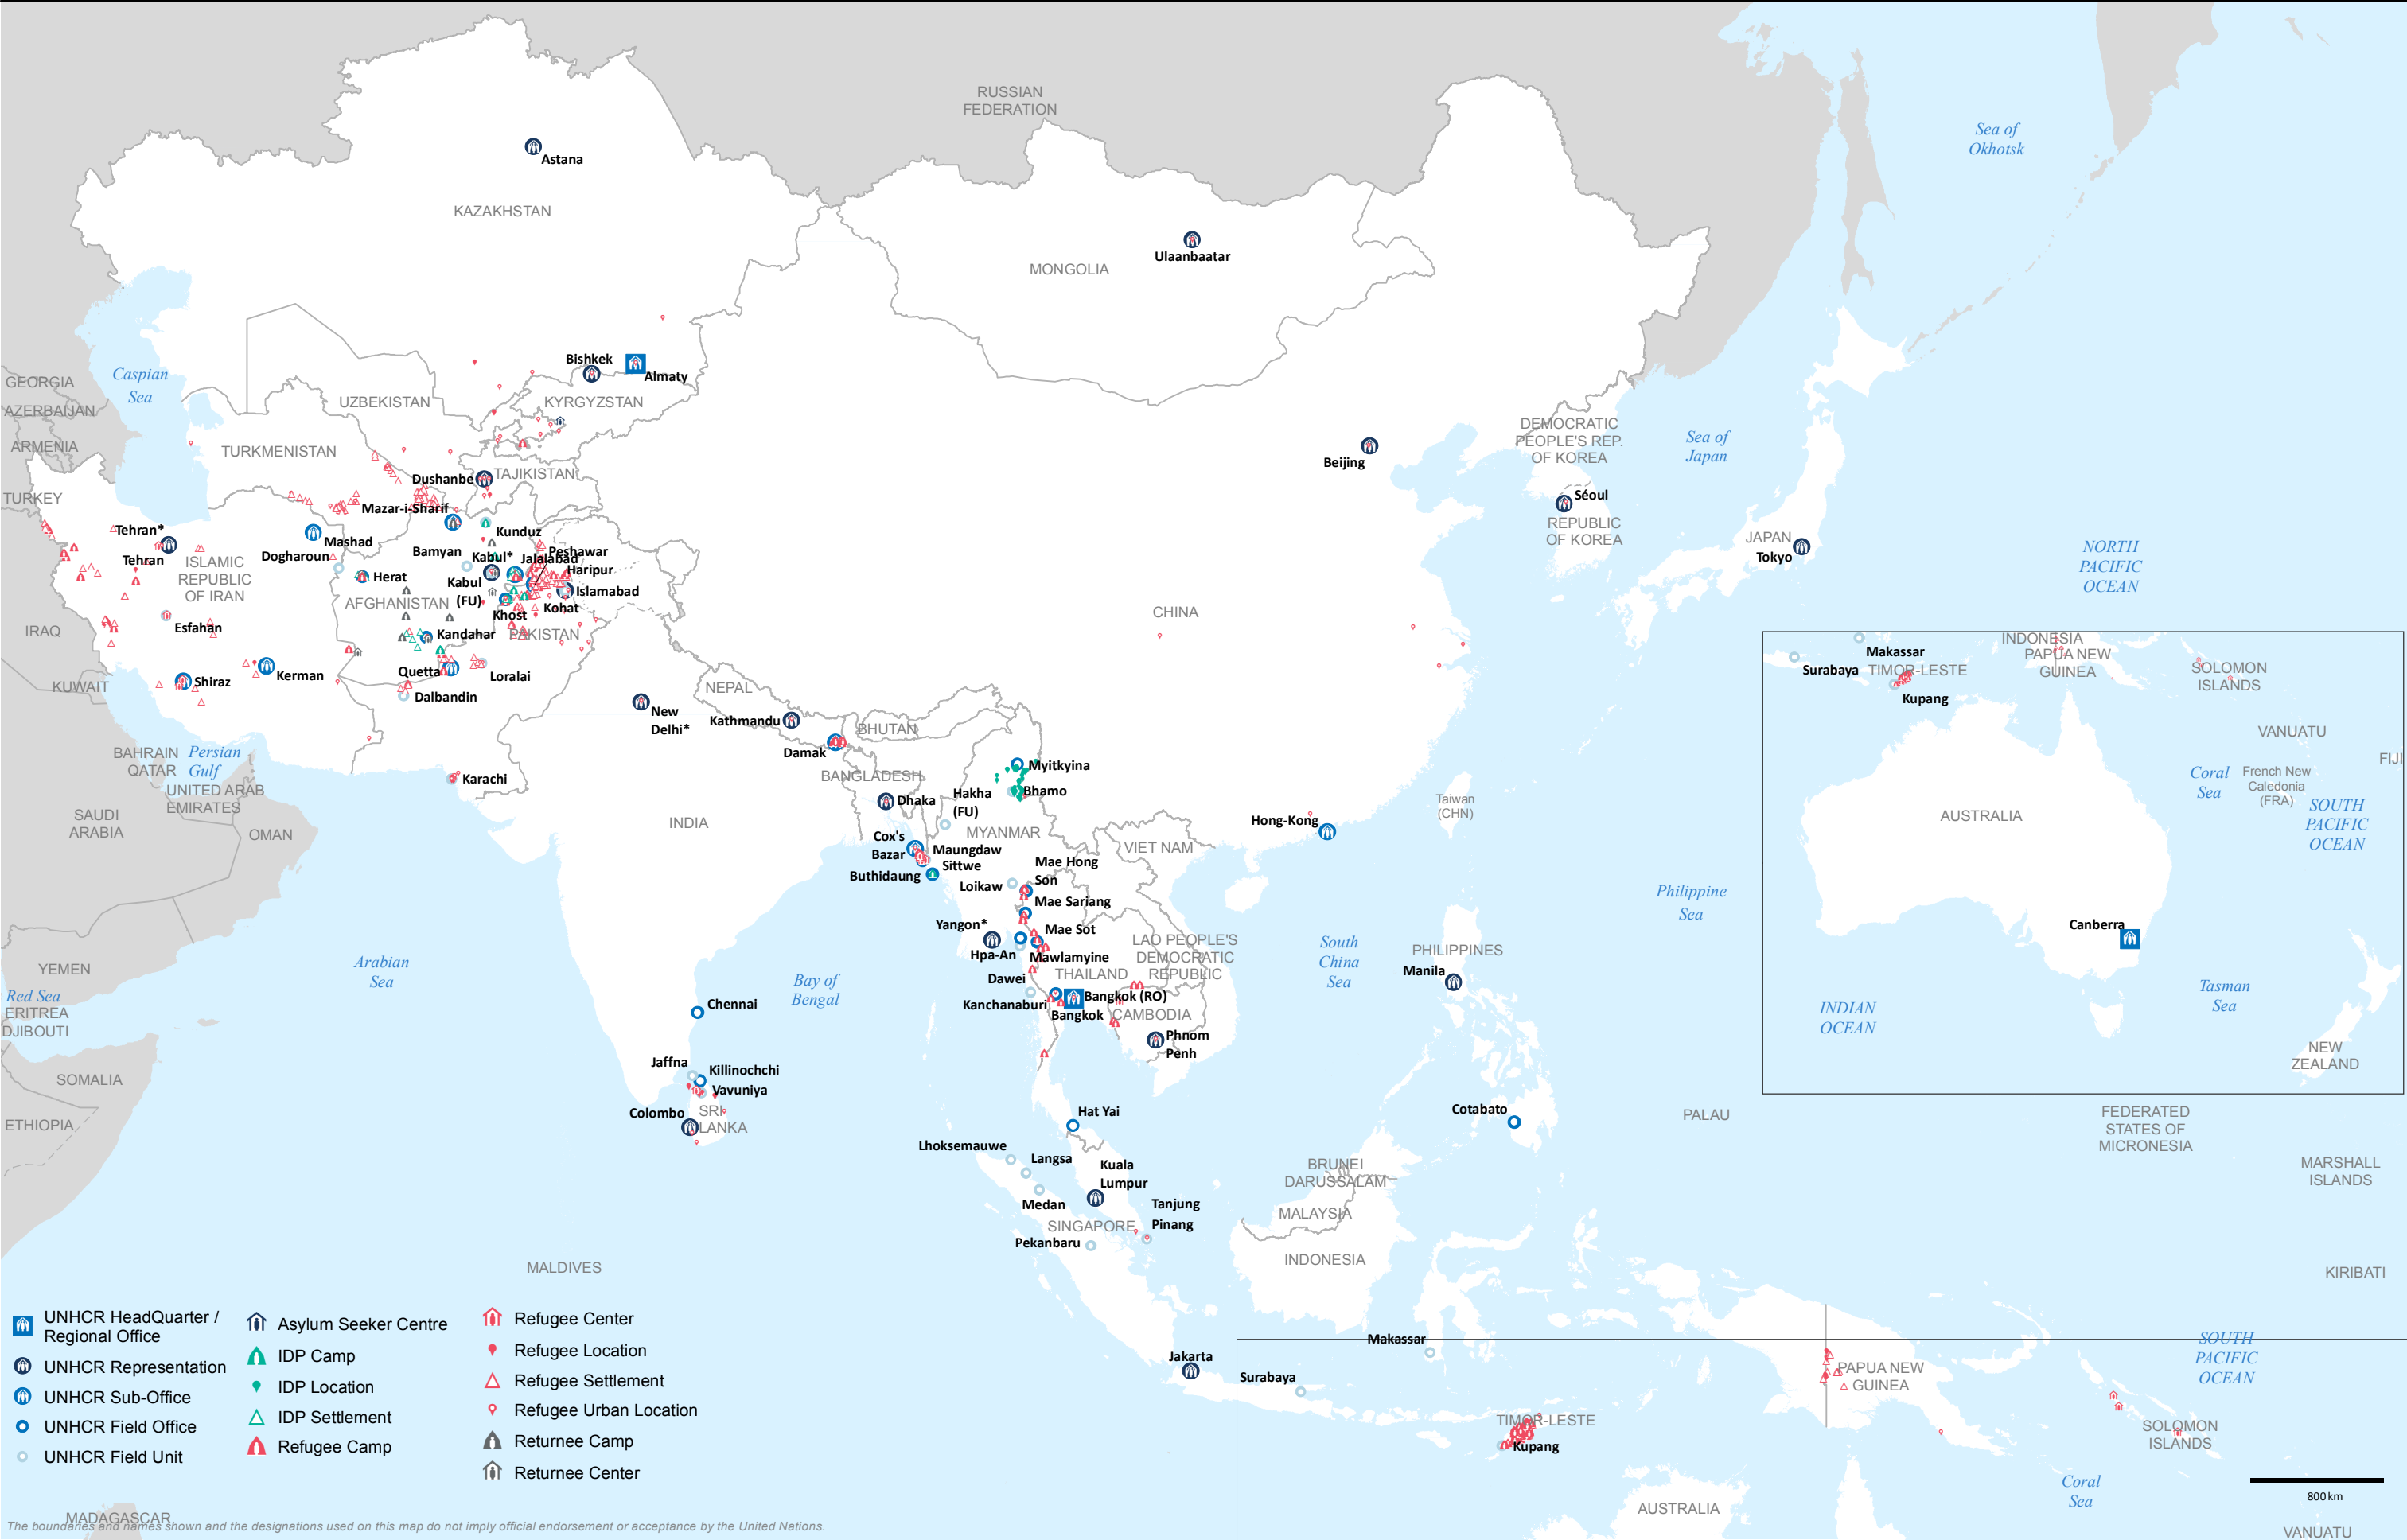 RUSSIAN
FEDERATION
Sea of
Okhotsk
Astana
KAZAKHSTAN
Ulaanbaatar
MONGOLIA
Bishkek
Almaty
GEORGIA
Caspian
Sea
UZBEKISTAN
KYRGYZSTAN
AZERBAIJAN
ARMENIA
TURKMENISTAN
DEMOCRATIC
PEOPLE'S REP.
OF KOREA
Beijing
Sea of
Japan
Dushanbe
TAJIKISTAN
TURKEY
Séoul
Mazar-i-Sharif
REPUBLIC
OF KOREA
Tehran*
Tehran
Mashad
Kunduz
JAPAN
Tokyo
Dogharoun
Bamyan
Kabul*
Jalalabad
Peshawar
Haripur
ISLAMIC
REPUBLIC
OF IRAN
Herat
Kabul
(FU)
Islamabad
NORTH
PACIFIC
OCEAN
AFGHANISTAN
Khost
Kohat
CHINA
IRAQ
Esfahan
Kandahar
PAKISTAN
Quetta
Loralai
KUWAIT
Shiraz
Kerman
Dalbandin
New
Delhi*
NEPAL
Kathmandu
BHUTAN
Damak
BAHRAIN
QATAR
Persian
Gulf
UNITED ARAB
EMIRATES
Karachi
BANGLADESH
Myitkyina
Bhamo
Hakha
(FU)
Dhaka
SAUDI
ARABIA
OMAN
INDIA
MYANMAR
Taiwan
(CHN)
Hong-Kong
VIET NAM
Cox's
Bazar
Maungdaw
Sittwe
Buthidaung
Mae Hong
Son
Loikaw
Mae Sariang
Yangon*
Mae Sot
Hpa-An
Mawlamyine
LAO PEOPLE'S
DEMOCRATIC
REPUBLIC
THAILAND
Philippine
Sea
South
China
Sea
PHILIPPINES
Manila
YEMEN
Arabian
Sea
Bay of
Bengal
Dawei
Kanchanaburi
Bangkok (RO)
Bangkok
CAMBODIA
Red Sea
ERITREA
DJIBOUTI
Chennai
Phnom
Penh
SOMALIA
Jaffna
Killinochchi
Vavuniya
ETHIOPIA
Colombo
SRI
LANKA
Hat Yai
Cotabato
PALAU
Lhoksemauwe
Langsa
Kuala
Lumpur
Medan
BRUNEI
DARUSSALAM
Tanjung
Pinang
MALAYSIA
SINGAPORE
Pekanbaru
INDONESIA
MALDIVES
FEDERATED
STATES OF
MICRONESIA
MARSHALL
ISLANDS
KIRIBATI
Makassar
Jakarta
Surabaya
SOUTH
PACIFIC
OCEAN
PAPUA NEW
GUINEA
TIMOR-LESTE
Kupang
SOLOMON
ISLANDS
Coral
Sea
AUSTRALIA
VANUATU
MADAGASCAR
INDONESIA
Makassar
Surabaya
TIMOR-LESTE
PAPUA NEW
GUINEA
SOLOMON
ISLANDS
Kupang
VANUATU
FIJI
Coral
Sea
French New
Caledonia
(FRA)
SOUTH
PACIFIC
OCEAN
AUSTRALIA
Canberra
INDIAN
OCEAN
Tasman
Sea
NEW
ZEALAND
UNHCR HeadQuarter /
Regional Office
UNHCR Representation
UNHCR Sub-Office
UNHCR Field Office
UNHCR Field Unit
Asylum Seeker Centre
IDP Camp
IDP Location
IDP Settlement
Refugee Camp
Refugee Center
Refugee Location
Refugee Settlement
Refugee Urban Location
Returnee Camp
Returnee Center
800 km
The boundaries and names shown and the designations used on this map do not imply official endorsement or acceptance by the United Nations.